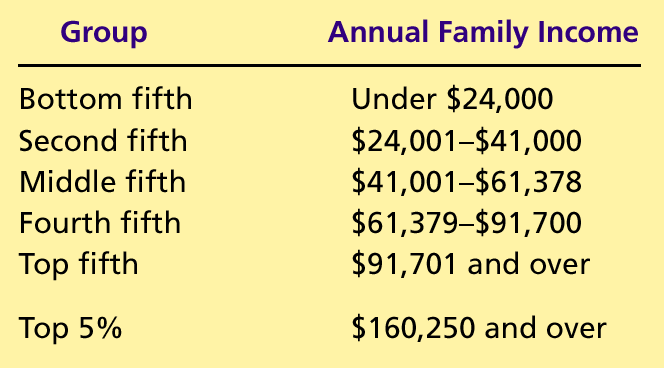 Group Annual Family Income
Bottom fifth Under $24,000
Second fifth $24,001–$41,000
Middle fifth $41,001–$61,378
Fourth fifth $61,379–$91,700
Top fifth $91,701 and over
Top 5% $160,250 and over